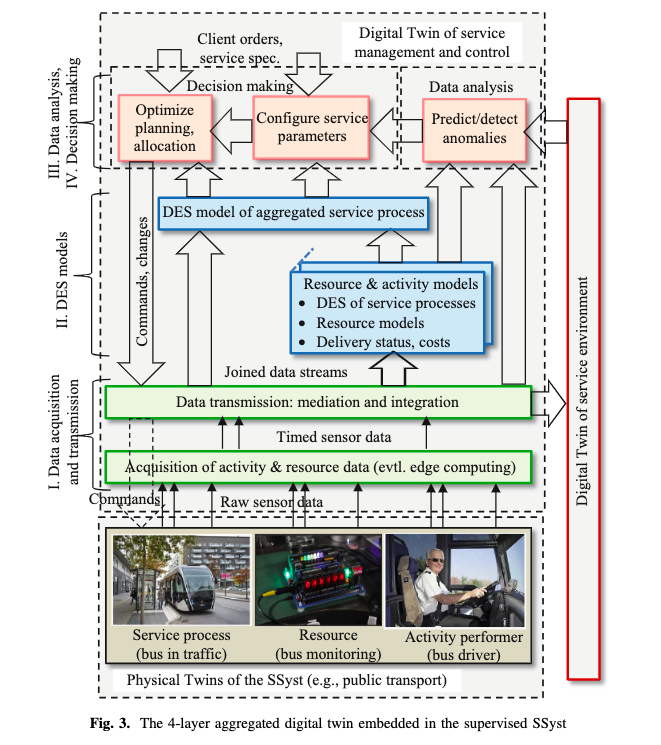 Client orders,
service spec.
Digital Twin of service
management and control
III. Data analysis,
IV. Decision making
Decision making
Data analysis
Optimize
planning,
allocation
Configure service
parameters
Predict/detect
anomalies
II. DES models
Commands, changes
DES model of aggregated service process
Resource & activity models
• DES of service processes
• Resource models
• Delivery status, costs
Digital Twin of service environment
Joined data streams
I. Data acquisition
and transmission
Data transmission: mediation and integration
Timed sensor data
Acquisition of activity & resource data (evtl. edge computing)
Commands
Raw sensor data
Service process
(bus in traffic)
Resource
(bus monitoring)
Activity performer
(bus driver)
Physical Twins of the SSyst (e.g., public transport)
Fig. 3. The 4-layer aggregated digital twin embedded in the supervised SSyst